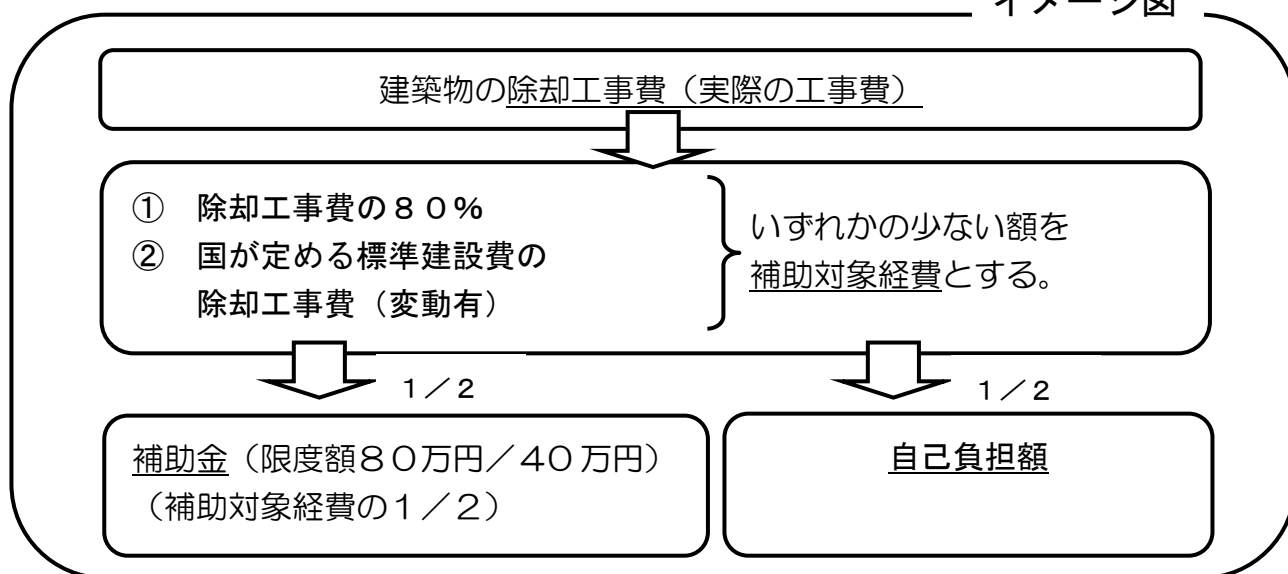 イメージ図
建築物の除却工事費（実際の工事費）
① 除却工事費の８０％
② 国が定める標準建設費の
除却工事費（変動有）
いずれかの少ない額を
補助対象経費とする。
１／２
１／２
補助金（限度額８０万円／４０万円）
（補助対象経費の１／２）
自己負担額